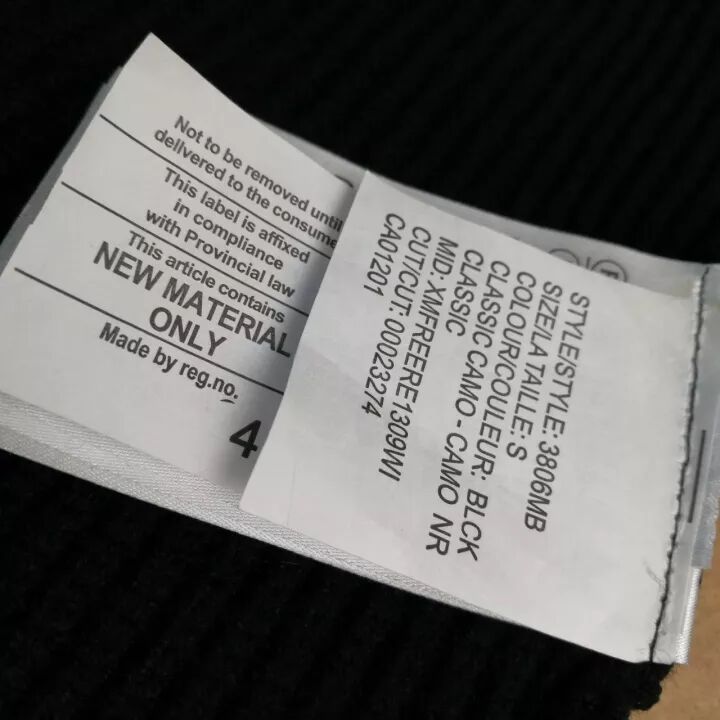 Not to be removed until
delivered to the consume
This label is affixed
in compliance
with Provincial law
This article contains
NEW MATERIAL
ONLY
Made by reg.no.
4
STYLE/STYLE: 3806MB
SIZE/LA TAILLE: S
COLOUR/COULEUR: BLCK
CLASSIC CAMO - CAMO NR
CLASSIC
MID: XMFREERE1309WI
CUT/CUT: 00023274
CA01201